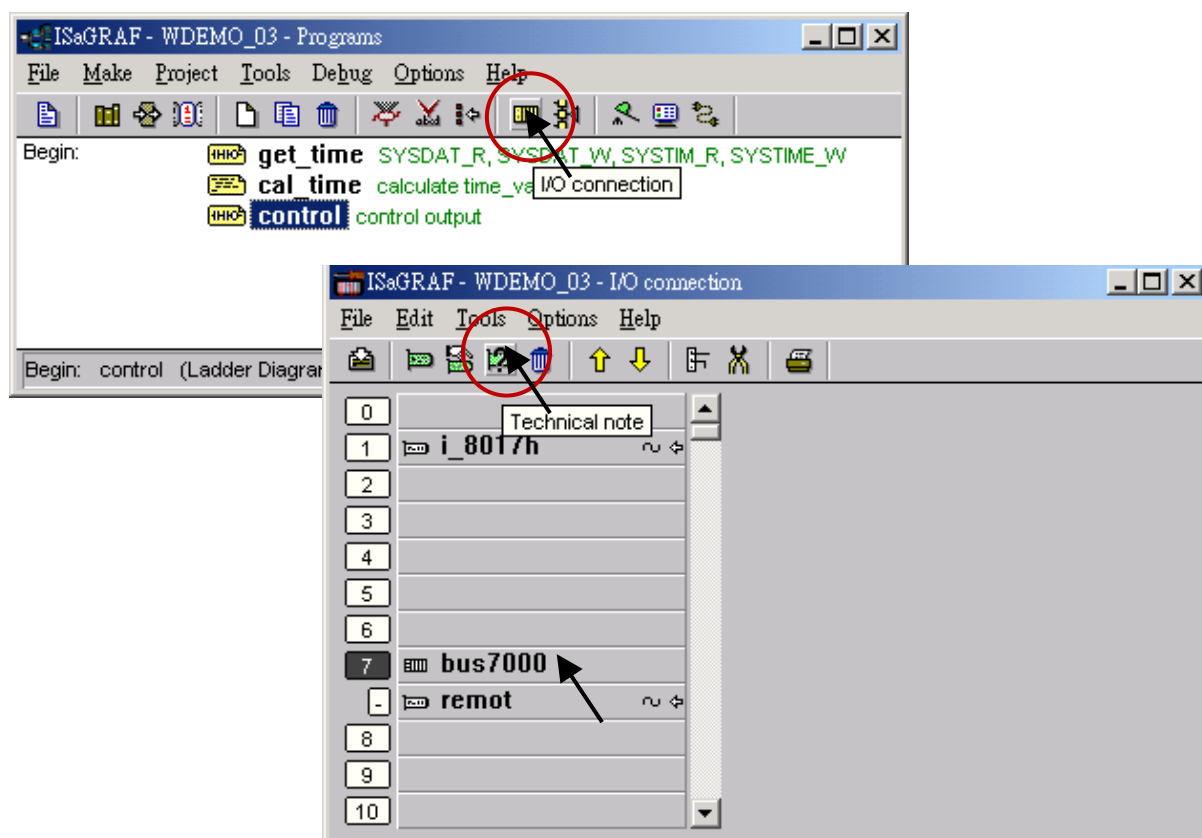 ISaGRAF - WDEMO_03 - Programs
File Make Project Tools Debug Options Help
Begin: get_time SYSDAT_R, SYSDAT_W, SYSTIM_R, SYSTIME_W
cal_time calculate time_va
I/O connection
control control output
Begin: control (Ladder Diagra
ISaGRAF - WDEMO_03 - I/O connection
File Edit Tools Options Help
Technical note
0
1 i_8017h
2
3
4
5
6
7 bus7000
- remot
8
9
10